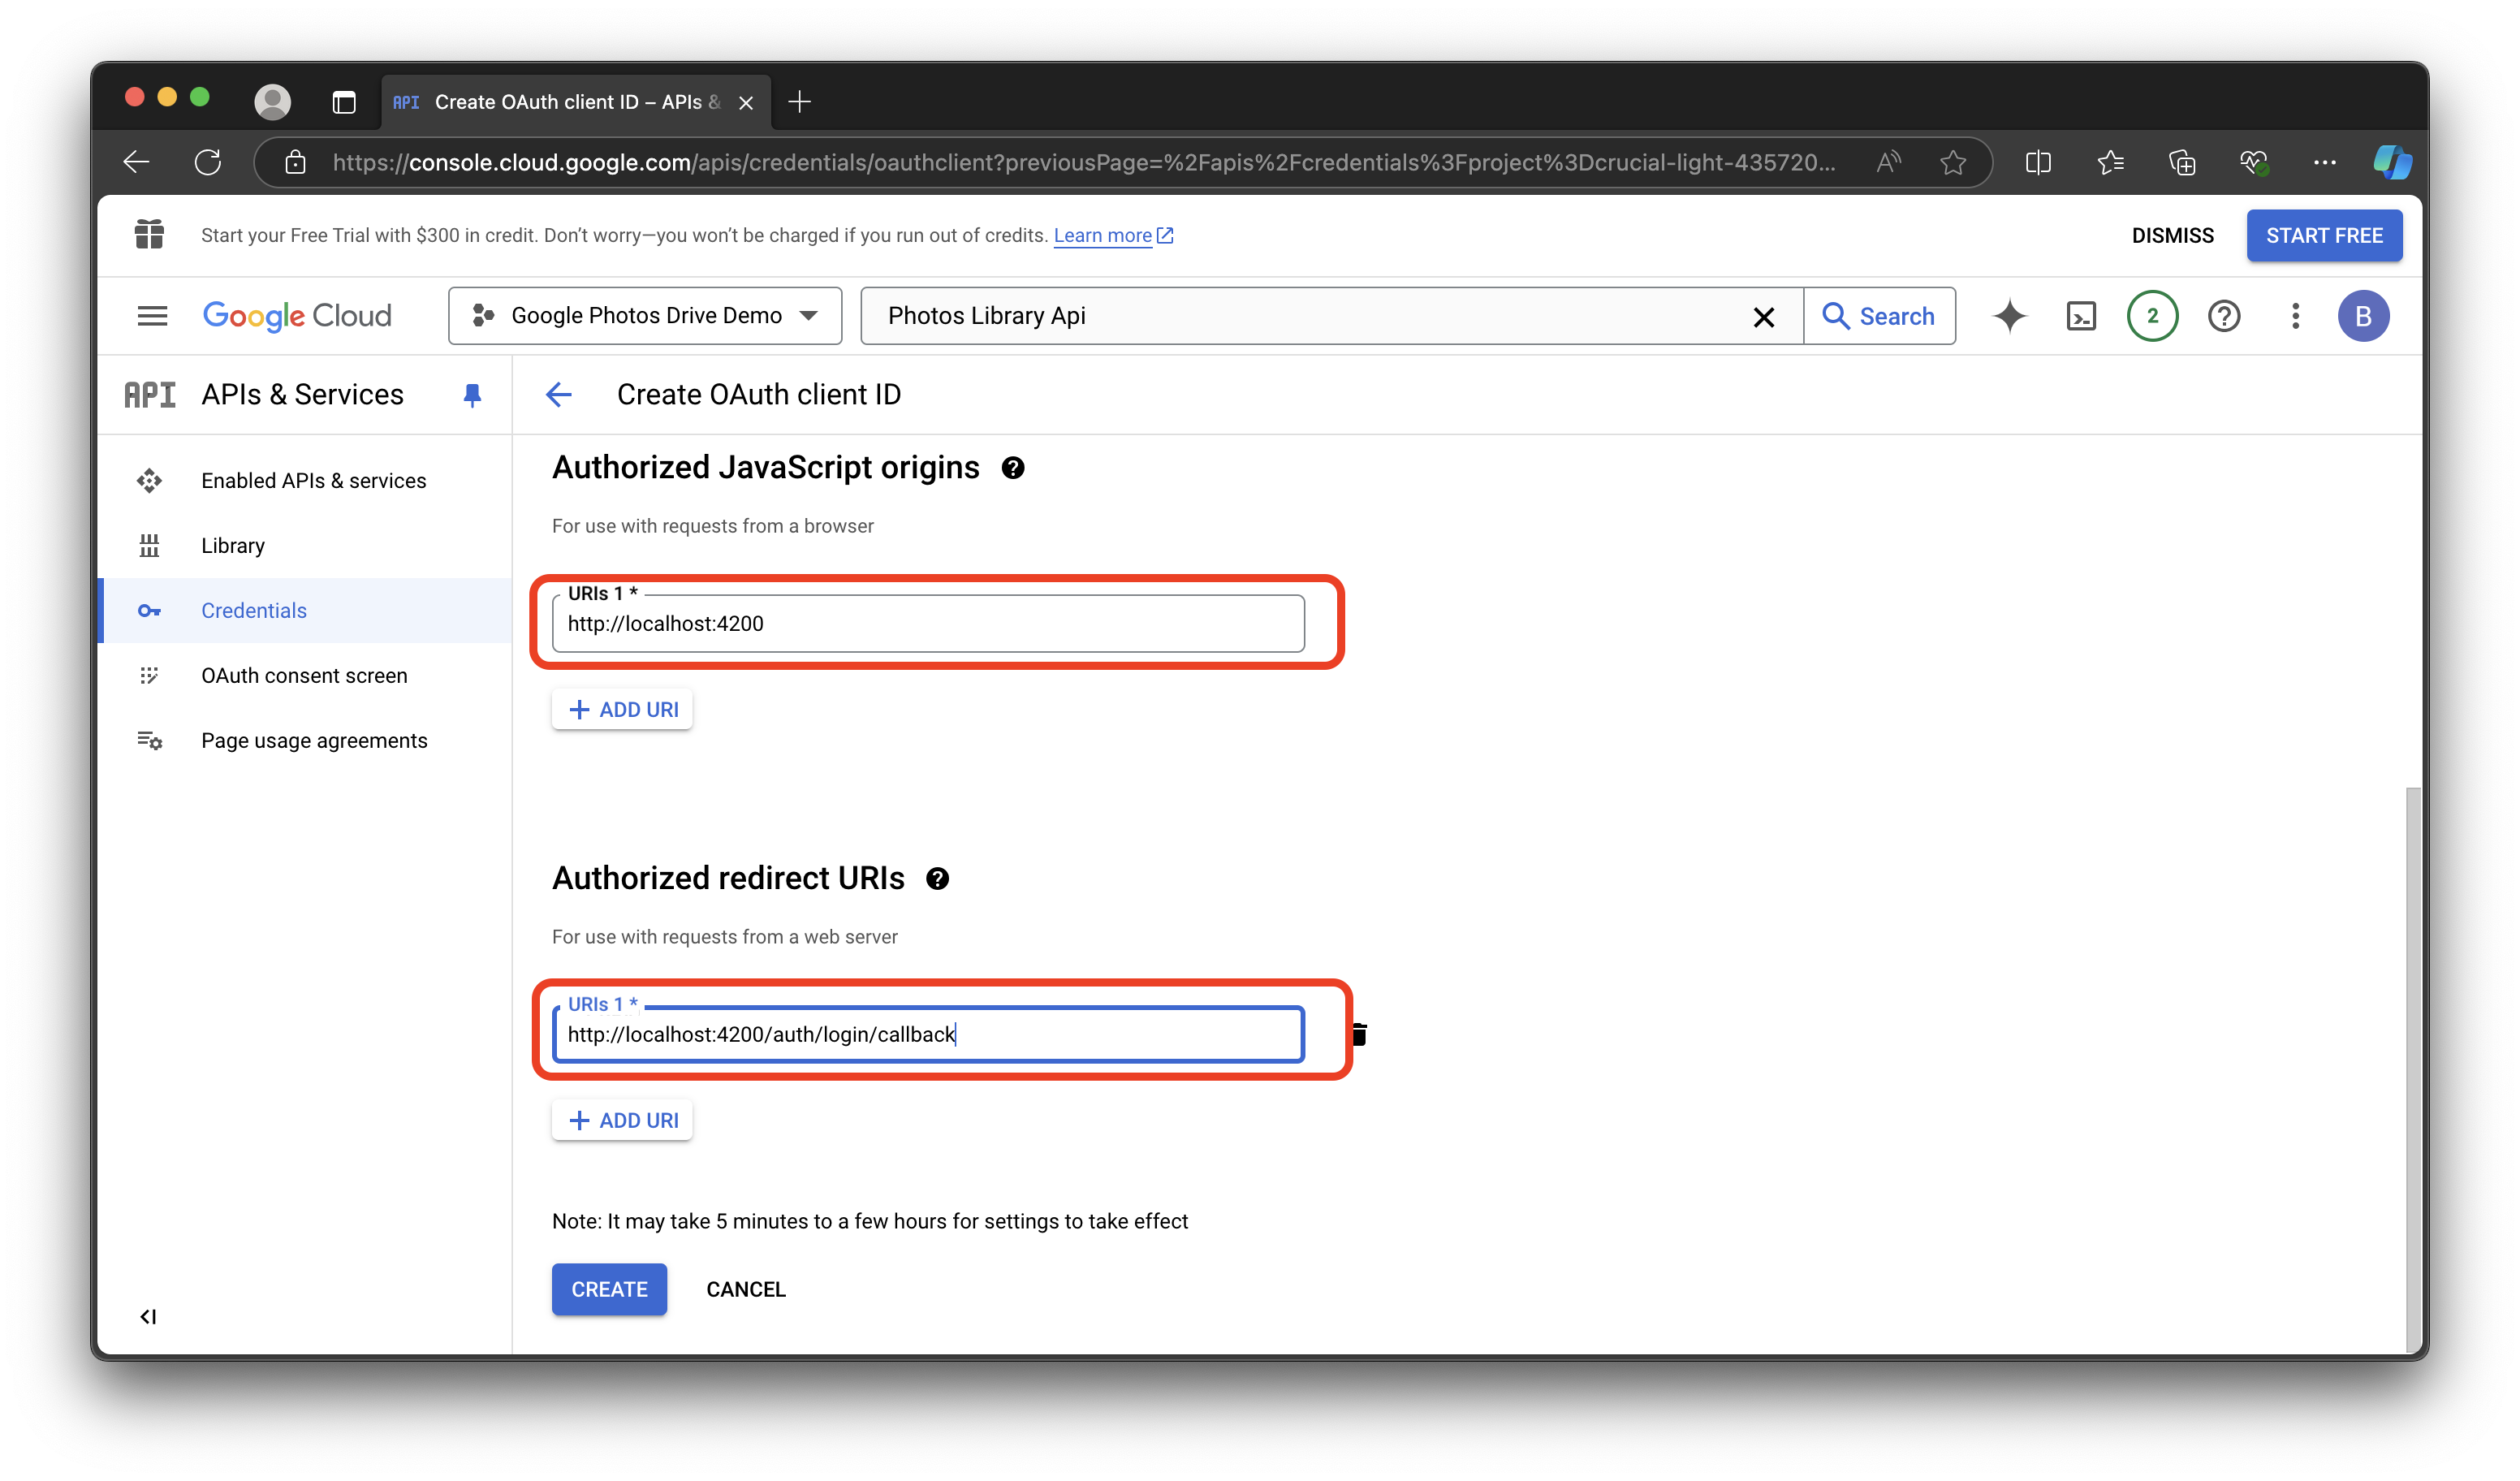 API Create OAuth client ID – APIs &
https://console.cloud.google.com/apis/credentials/oauthclient?previousPage=%2Fapis%2Fcredentials%3Fproject%3Dcrucial-light-435720...
Start your Free Trial with $300 in credit. Don’t worry—you won’t be charged if you run out of credits. Learn more
DISMISS
START FREE
Google Cloud
Google Photos Drive Demo
Photos Library Api
Search
2
B
API APIs & Services
Create OAuth client ID
Enabled APIs & services
Library
Credentials
OAuth consent screen
Page usage agreements
Authorized JavaScript origins
For use with requests from a browser
URIs 1 *
http://localhost:4200
ADD URI
Authorized redirect URIs
For use with requests from a web server
URIs 1 *
http://localhost:4200/auth/login/callback
ADD URI
Note: It may take 5 minutes to a few hours for settings to take effect
CREATE
CANCEL